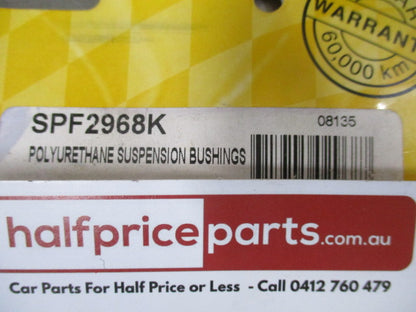 WARRANTY
60,000 km
SPF2968K
08135
POLYURETHANE SUSPENSION BUSHINGS
halfpriceparts.com.au
Car Parts For Half Price or Less - Call 0412 760 479